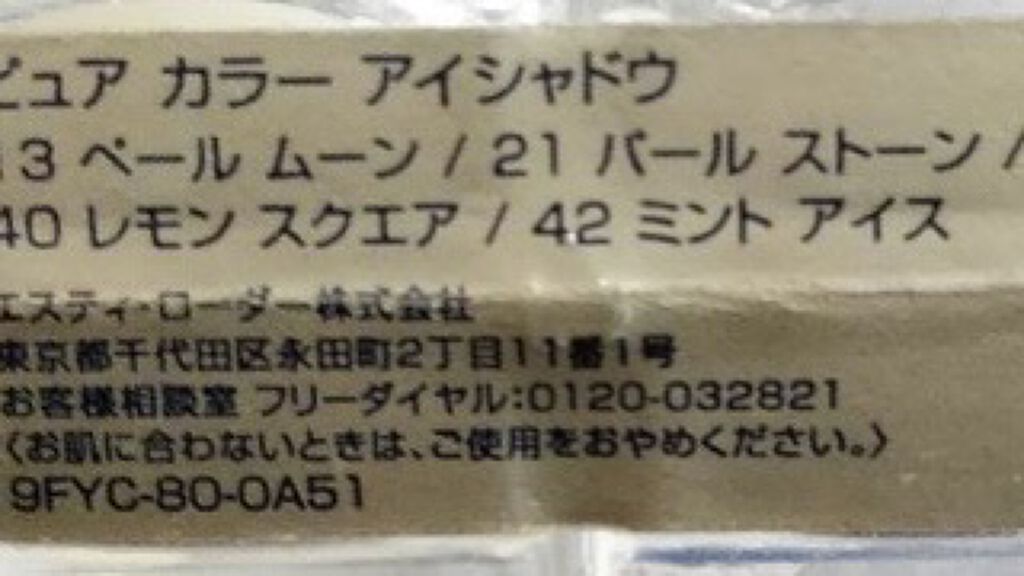 ピュア カラー アイシャドウ
13 ペール ムーン / 21 パール ストーン /
40 レモン スクエア / 42 ミント アイス
エスティ・ローダー株式会社
東京都千代田区永田町2丁目11番1号
お客様相談室 フリーダイヤル:0120-032821
〈お肌に合わないときは、ご使用をおやめください。〉
9FYC-80-0A51